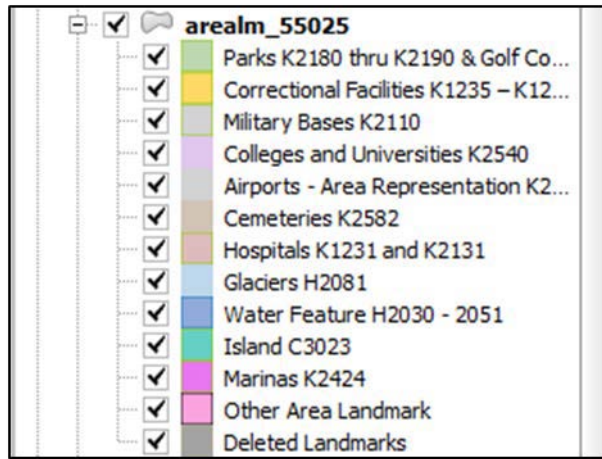 arealm_55025
Parks K2180 thru K2190 & Golf Co...
Correctional Facilities K1235 – K12...
Military Bases K2110
Colleges and Universities K2540
Airports - Area Representation K2...
Cemeteries K2582
Hospitals K1231 and K2131
Glaciers H2081
Water Feature H2030 - 2051
Island C3023
Marinas K2424
Other Area Landmark
Deleted Landmarks